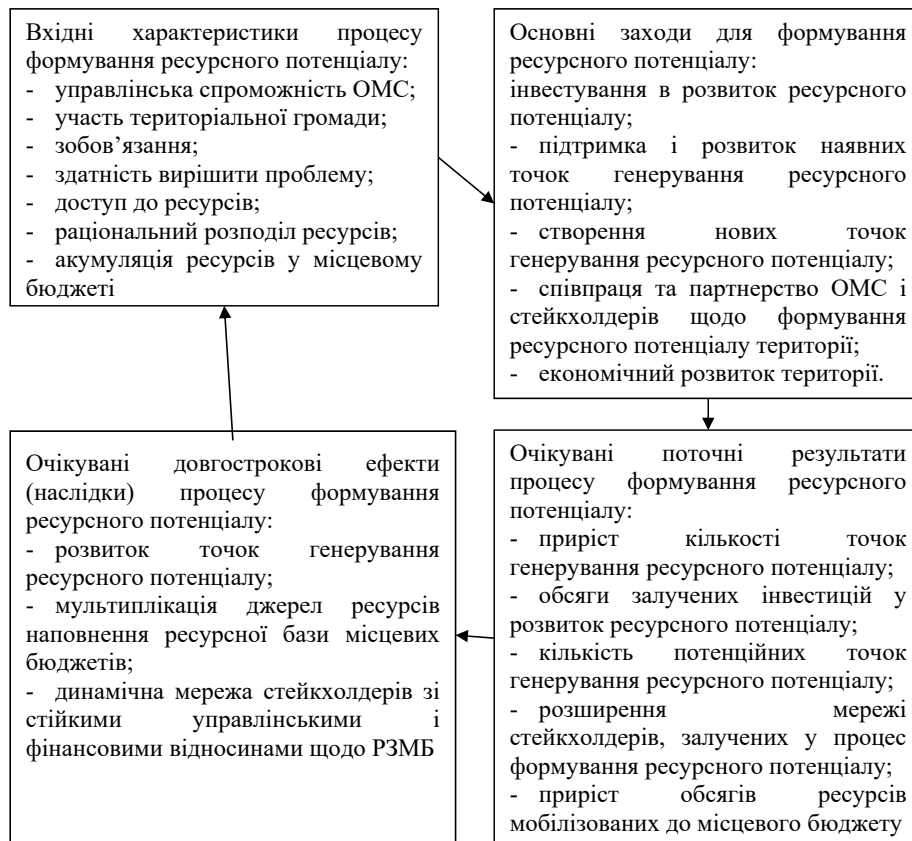 Вхідні характеристики процесу
формування ресурсного потенціалу:
- управлінська спроможність ОМС;
- участь територіальної громади;
- зобов’язання;
- здатність вирішити проблему;
- доступ до ресурсів;
- раціональний розподіл ресурсів;
- акумуляція ресурсів у місцевому
бюджеті
Основні заходи для формування
ресурсного потенціалу:
інвестування в розвиток ресурсного
потенціалу;
- підтримка і розвиток наявних
точок генерування ресурсного
потенціалу;
- створення нових точок
генерування ресурсного потенціалу;
- співпраця та партнерство ОМС і
стейкхолдерів щодо формування
ресурсного потенціалу території;
- економічний розвиток території.
Очікувані поточні результати
процесу формування ресурсного
потенціалу:
- приріст кількості точок
генерування ресурсного потенціалу;
- обсяги залучених інвестицій у
розвиток ресурсного потенціалу;
- кількість потенційних точок
генерування ресурсного потенціалу;
- розширення мережі
стейкхолдерів, залучених у процес
формування ресурсного потенціалу;
- приріст обсягів ресурсів
мобілізованих до місцевого бюджету
Очікувані довгострокові ефекти
(наслідки) процесу формування
ресурсного потенціалу:
- розвиток точок генерування
ресурсного потенціалу;
- мультиплікація джерел ресурсів
наповнення ресурсної бази місцевих
бюджетів;
- динамічна мережа стейкхолдерів зі
стійкими управлінськими і
фінансовими відносинами щодо РЗМБ